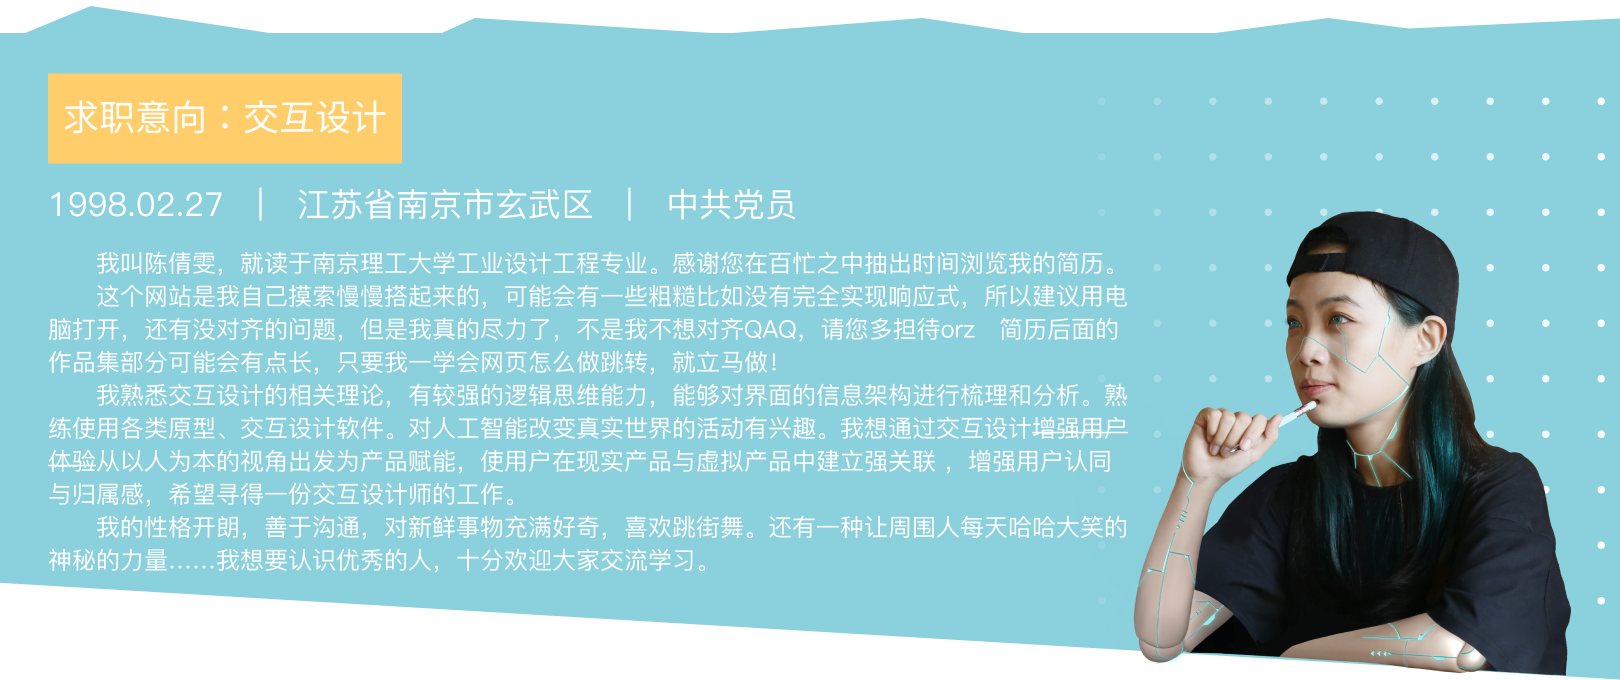 求职意向：交互设计
1998.02.27 | 江苏省南京市玄武区 | 中共党员
我叫陈倩雯，就读于南京理工大学工业设计工程专业。感谢您在百忙之中抽出时间浏览我的简历。
这个网站是我自己摸索慢慢搭起来的，可能会有一些粗糙比如没有完全实现响应式，所以建议用电
脑打开，还有没对齐的问题，但是我真的尽力了，不是我不想对齐QAQ，请您多担待orz 简历后面的
作品集部分可能会有点长，只要我一学会网页怎么做跳转，就立马做！
我熟悉交互设计的相关理论，有较强的逻辑思维能力，能够对界面的信息架构进行梳理和分析。熟
练使用各类原型、交互设计软件。对人工智能改变真实世界的活动有兴趣。我想通过交互设计增强用户
体验从以人为本的视角出发为产品赋能，使用户在现实产品与虚拟产品中建立强关联 ，增强用户认同
与归属感，希望寻得一份交互设计师的工作。
我的性格开朗，善于沟通，对新鲜事物充满好奇，喜欢跳街舞。还有一种让周围人每天哈哈大笑的
神秘的力量……我想要认识优秀的人，十分欢迎大家交流学习。